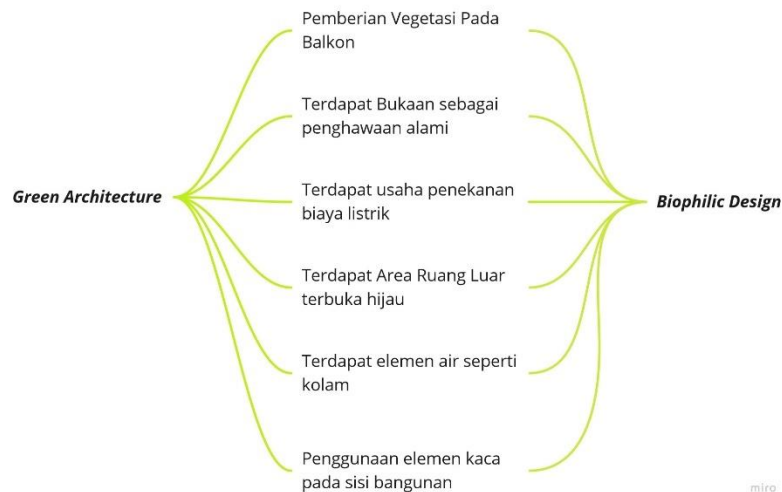 Pemberian Vegetasi Pada
Balkon
Terdapat Bukaan sebagai
penghawaan alami
Green Architecture
Terdapat usaha penekanan
biaya listrik
Biophilic Design
Terdapat Area Ruang Luar
terbuka hijau
Terdapat elemen air seperti
kolam
Penggunaan elemen kaca
pada sisi bangunan
miro